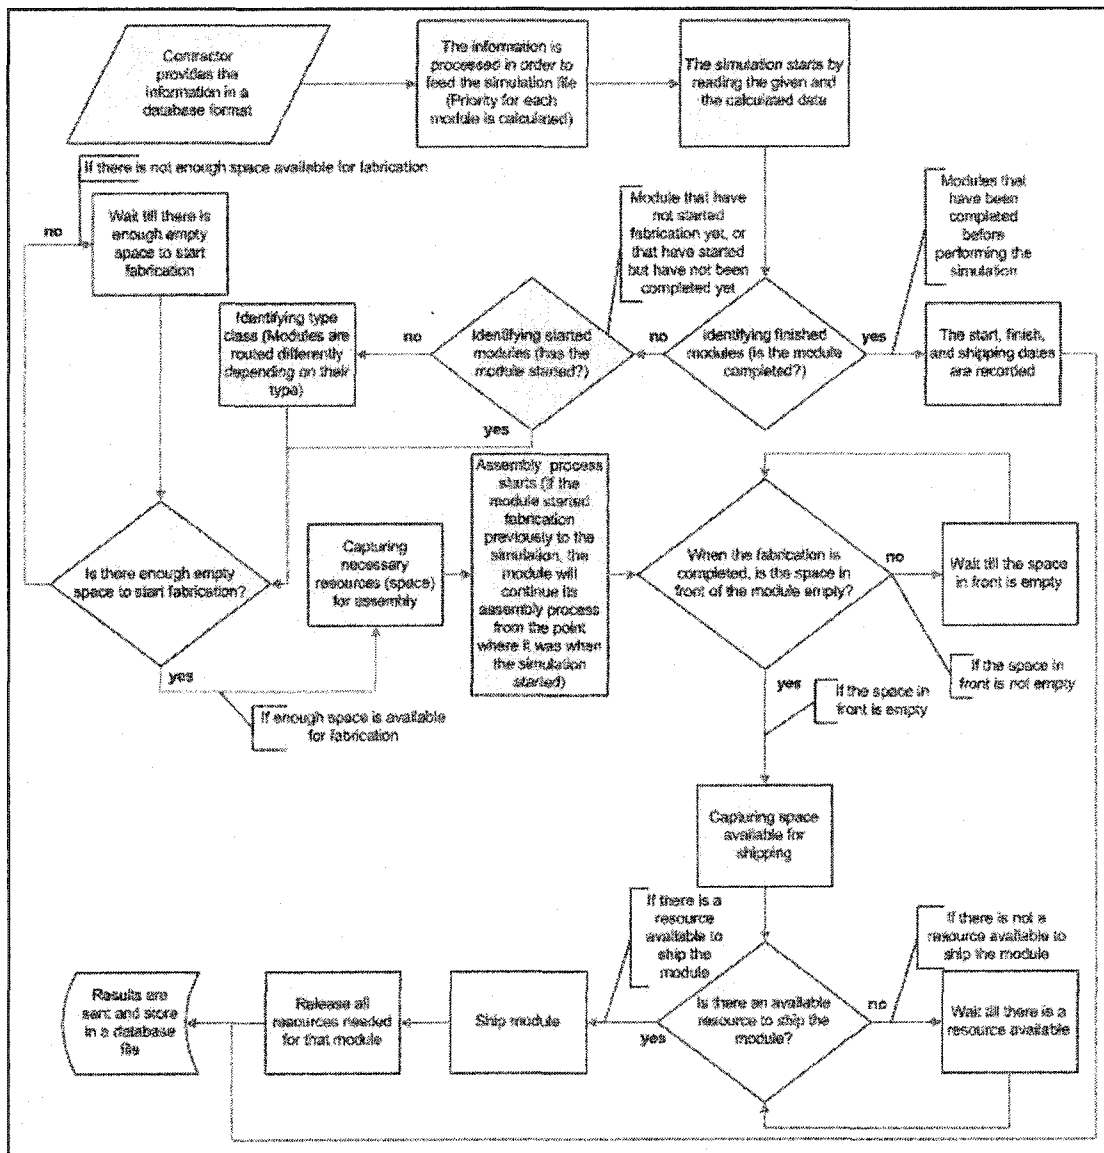 Contractor
provides the
information in a
database format
The information is
processed in order to
feed the simulation file
(Priority for each
module is calculated)
The simulation starts by
reading the given and
the calculated data
If there is not enough space available for fabrication
no
Wait till there is
enough empty
space to start
fabrication
Module that have
not started
fabrication yet, or
that have started
but have not been
completed yet
Modules that
have been
completed
before
performing the
simulation
Identifying type
class (Modules are
routed differently
depending on their
type)
no
Identifying started
modules (has the
module started?)
no
Identifying finished
modules (is the module
completed?)
yes
The start, finish,
and shipping dates
are recorded
yes
Is there enough empty
space to start fabrication?
Capturing
necessary
resources (space)
for assembly
Assembly process
starts (if the
module started
fabrication
previously to the
simulation, the
module will
continue its
assembly process
from the point
where it was when
the simulation
started)
When the fabrication is
completed, is the space in
front of the module empty?
no
Wait till the space
in front is empty
yes
If enough space is available
for fabrication
yes
If the space in
front is empty
If the space in
front is not empty
Capturing space
available for
shipping
If there is a
resource
available to
ship the
module
If there is not a
resource available to
ship the module
Results are
sent and store
in a database
file
Release all
resources needed
for that module
Ship module
yes
Is there an available
resource to ship the
module?
no
Wait till there is a
resource available